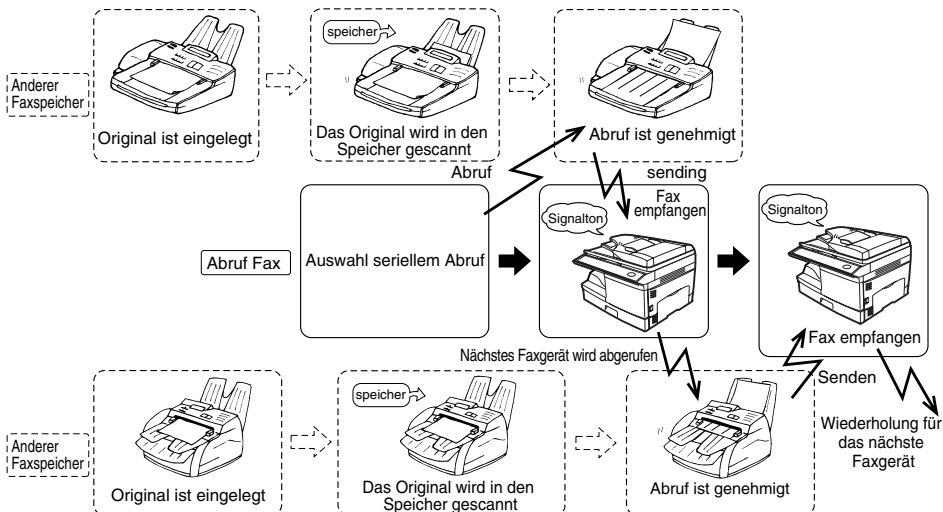 speicher
Anderer
Faxspeicher
Original ist eingelegt
Das Original wird in den
Speicher gescannt
Abruf ist genehmigt
Abruf
sending
Fax
empfangen
Signalton
Signalton
Abruf Fax
Auswahl seriellem Abruf
Fax empfangen
Nächstes Faxgerät wird abgerufen
Senden
speicher
Wiederholung für
das nächste
Faxgerät
Anderer
Faxspeicher
Original ist eingelegt
Das Original wird in den
Speicher gescannt
Abruf ist genehmigt